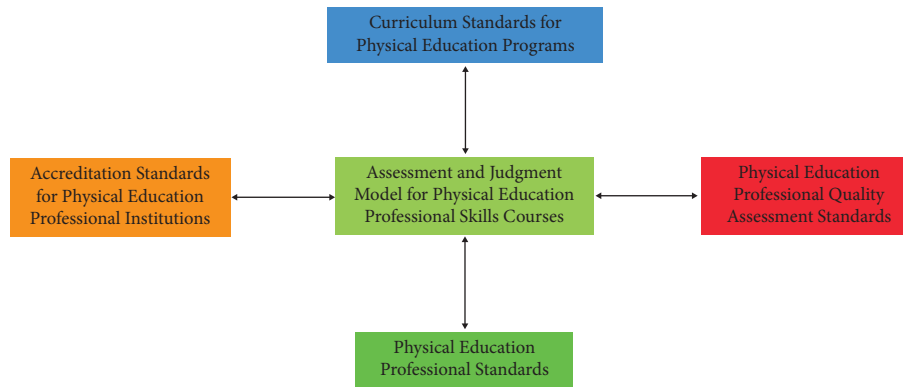 Curriculum Standards for
Physical Education Programs
Accreditation Standards
for Physical Education
Professional Institutions
Assessment and Judgment
Model for Physical Education
Professional Skills Courses
Physical Education
Professional Quality
Assessment Standards
Physical Education
Professional Standards